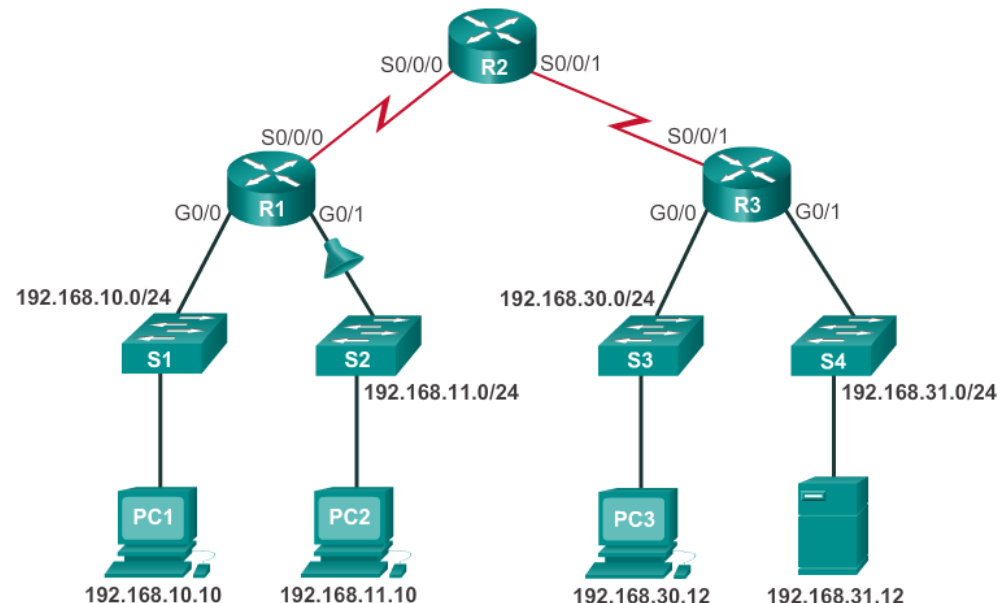 R2
S0/0/0
S0/0/1
S0/0/0
S0/0/1
R1
R3
G0/0
G0/1
G0/0
G0/1
192.168.10.0/24
192.168.30.0/24
S1
S2
S3
S4
192.168.11.0/24
192.168.31.0/24
PC1
PC2
PC3
192.168.10.10
192.168.11.10
192.168.30.12
192.168.31.12